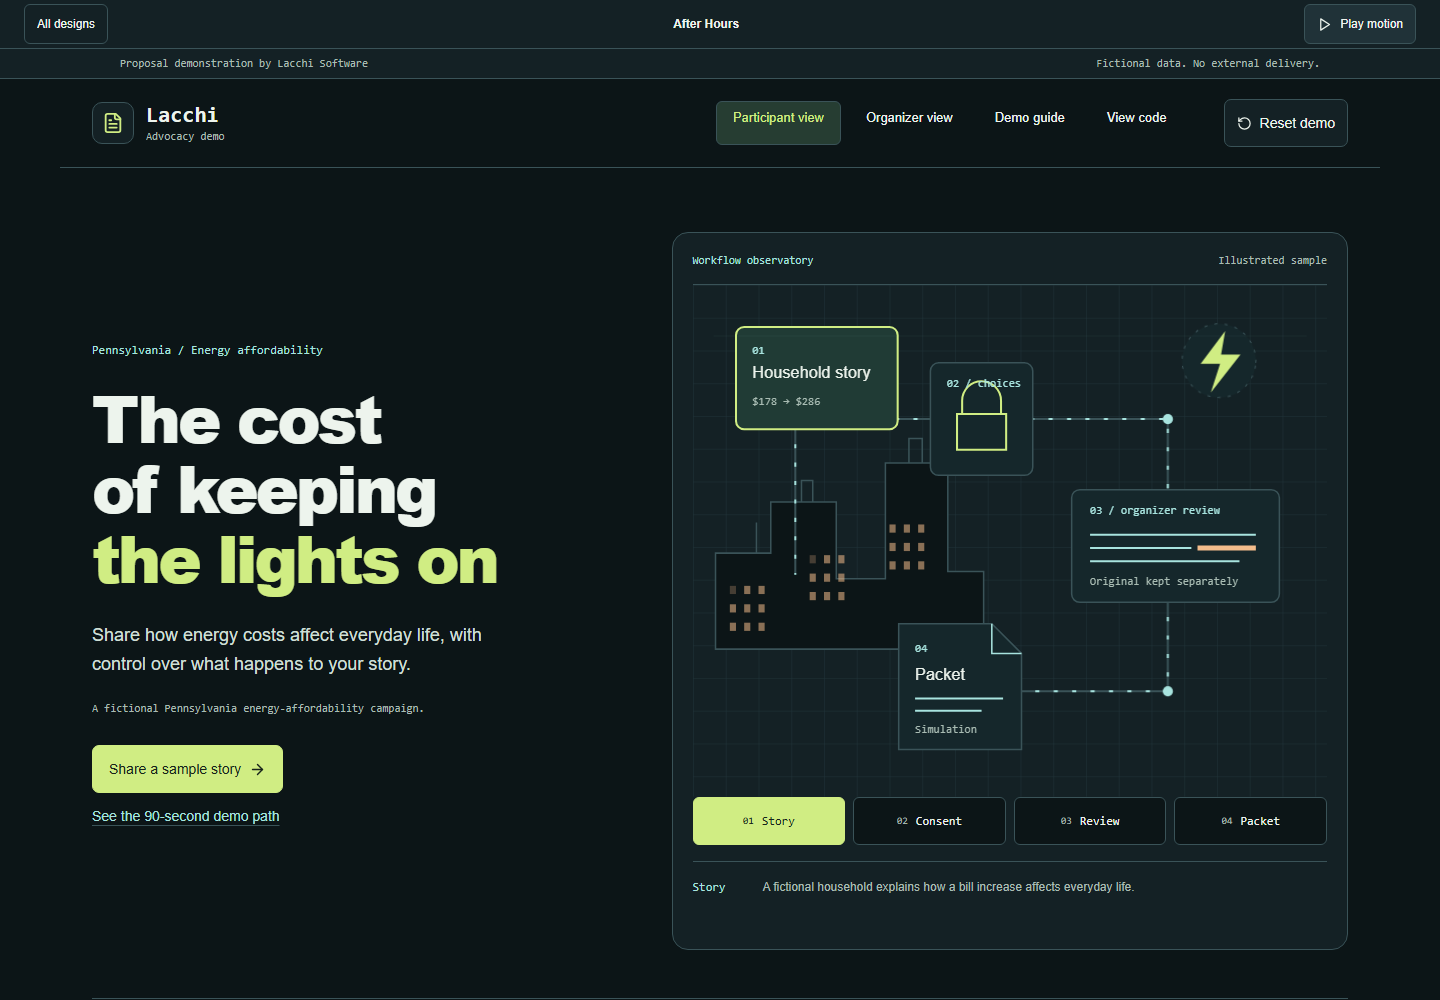 All designs
After Hours
Play motion
Proposal demonstration by Lacchi Software
Fictional data. No external delivery.
Lacchi
Advocacy demo
Participant view
Organizer view
Demo guide
View code
Reset demo
Pennsylvania / Energy affordability
The cost
of keeping
the lights on
Share how energy costs affect everyday life, with
control over what happens to your story.
A fictional Pennsylvania energy-affordability campaign.
Share a sample story →
See the 90-second demo path
Workflow observatory
Illustrated sample
01
Household story
$178 → $286
02 / choices
03 / organizer review
Original kept separately
04
Packet
Simulation
01 Story
02 Consent
03 Review
04 Packet
Story
A fictional household explains how a bill increase affects everyday life.